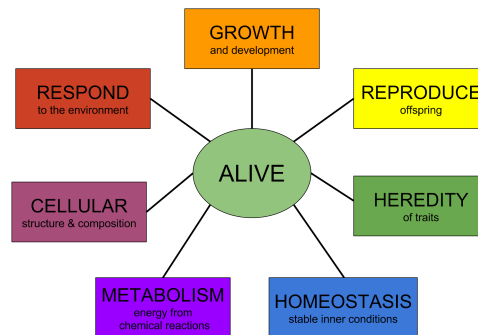 GROWTH
and development
RESPOND
to the environment
REPRODUCE
offspring
ALIVE
CELLULAR
structure & composition
HEREDITY
of traits
METABOLISM
energy from
chemical reactions
HOMEOSTASIS
stable inner conditions